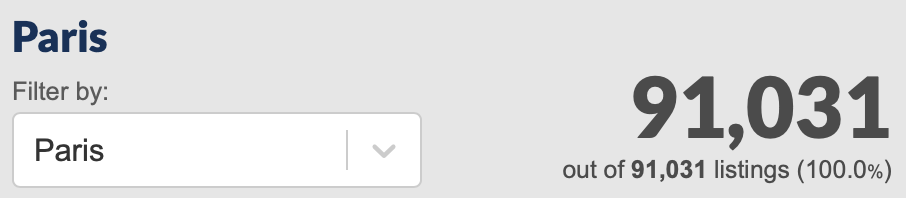 Paris
Filter by:
Paris
91,031
out of 91,031 listings (100.0%)